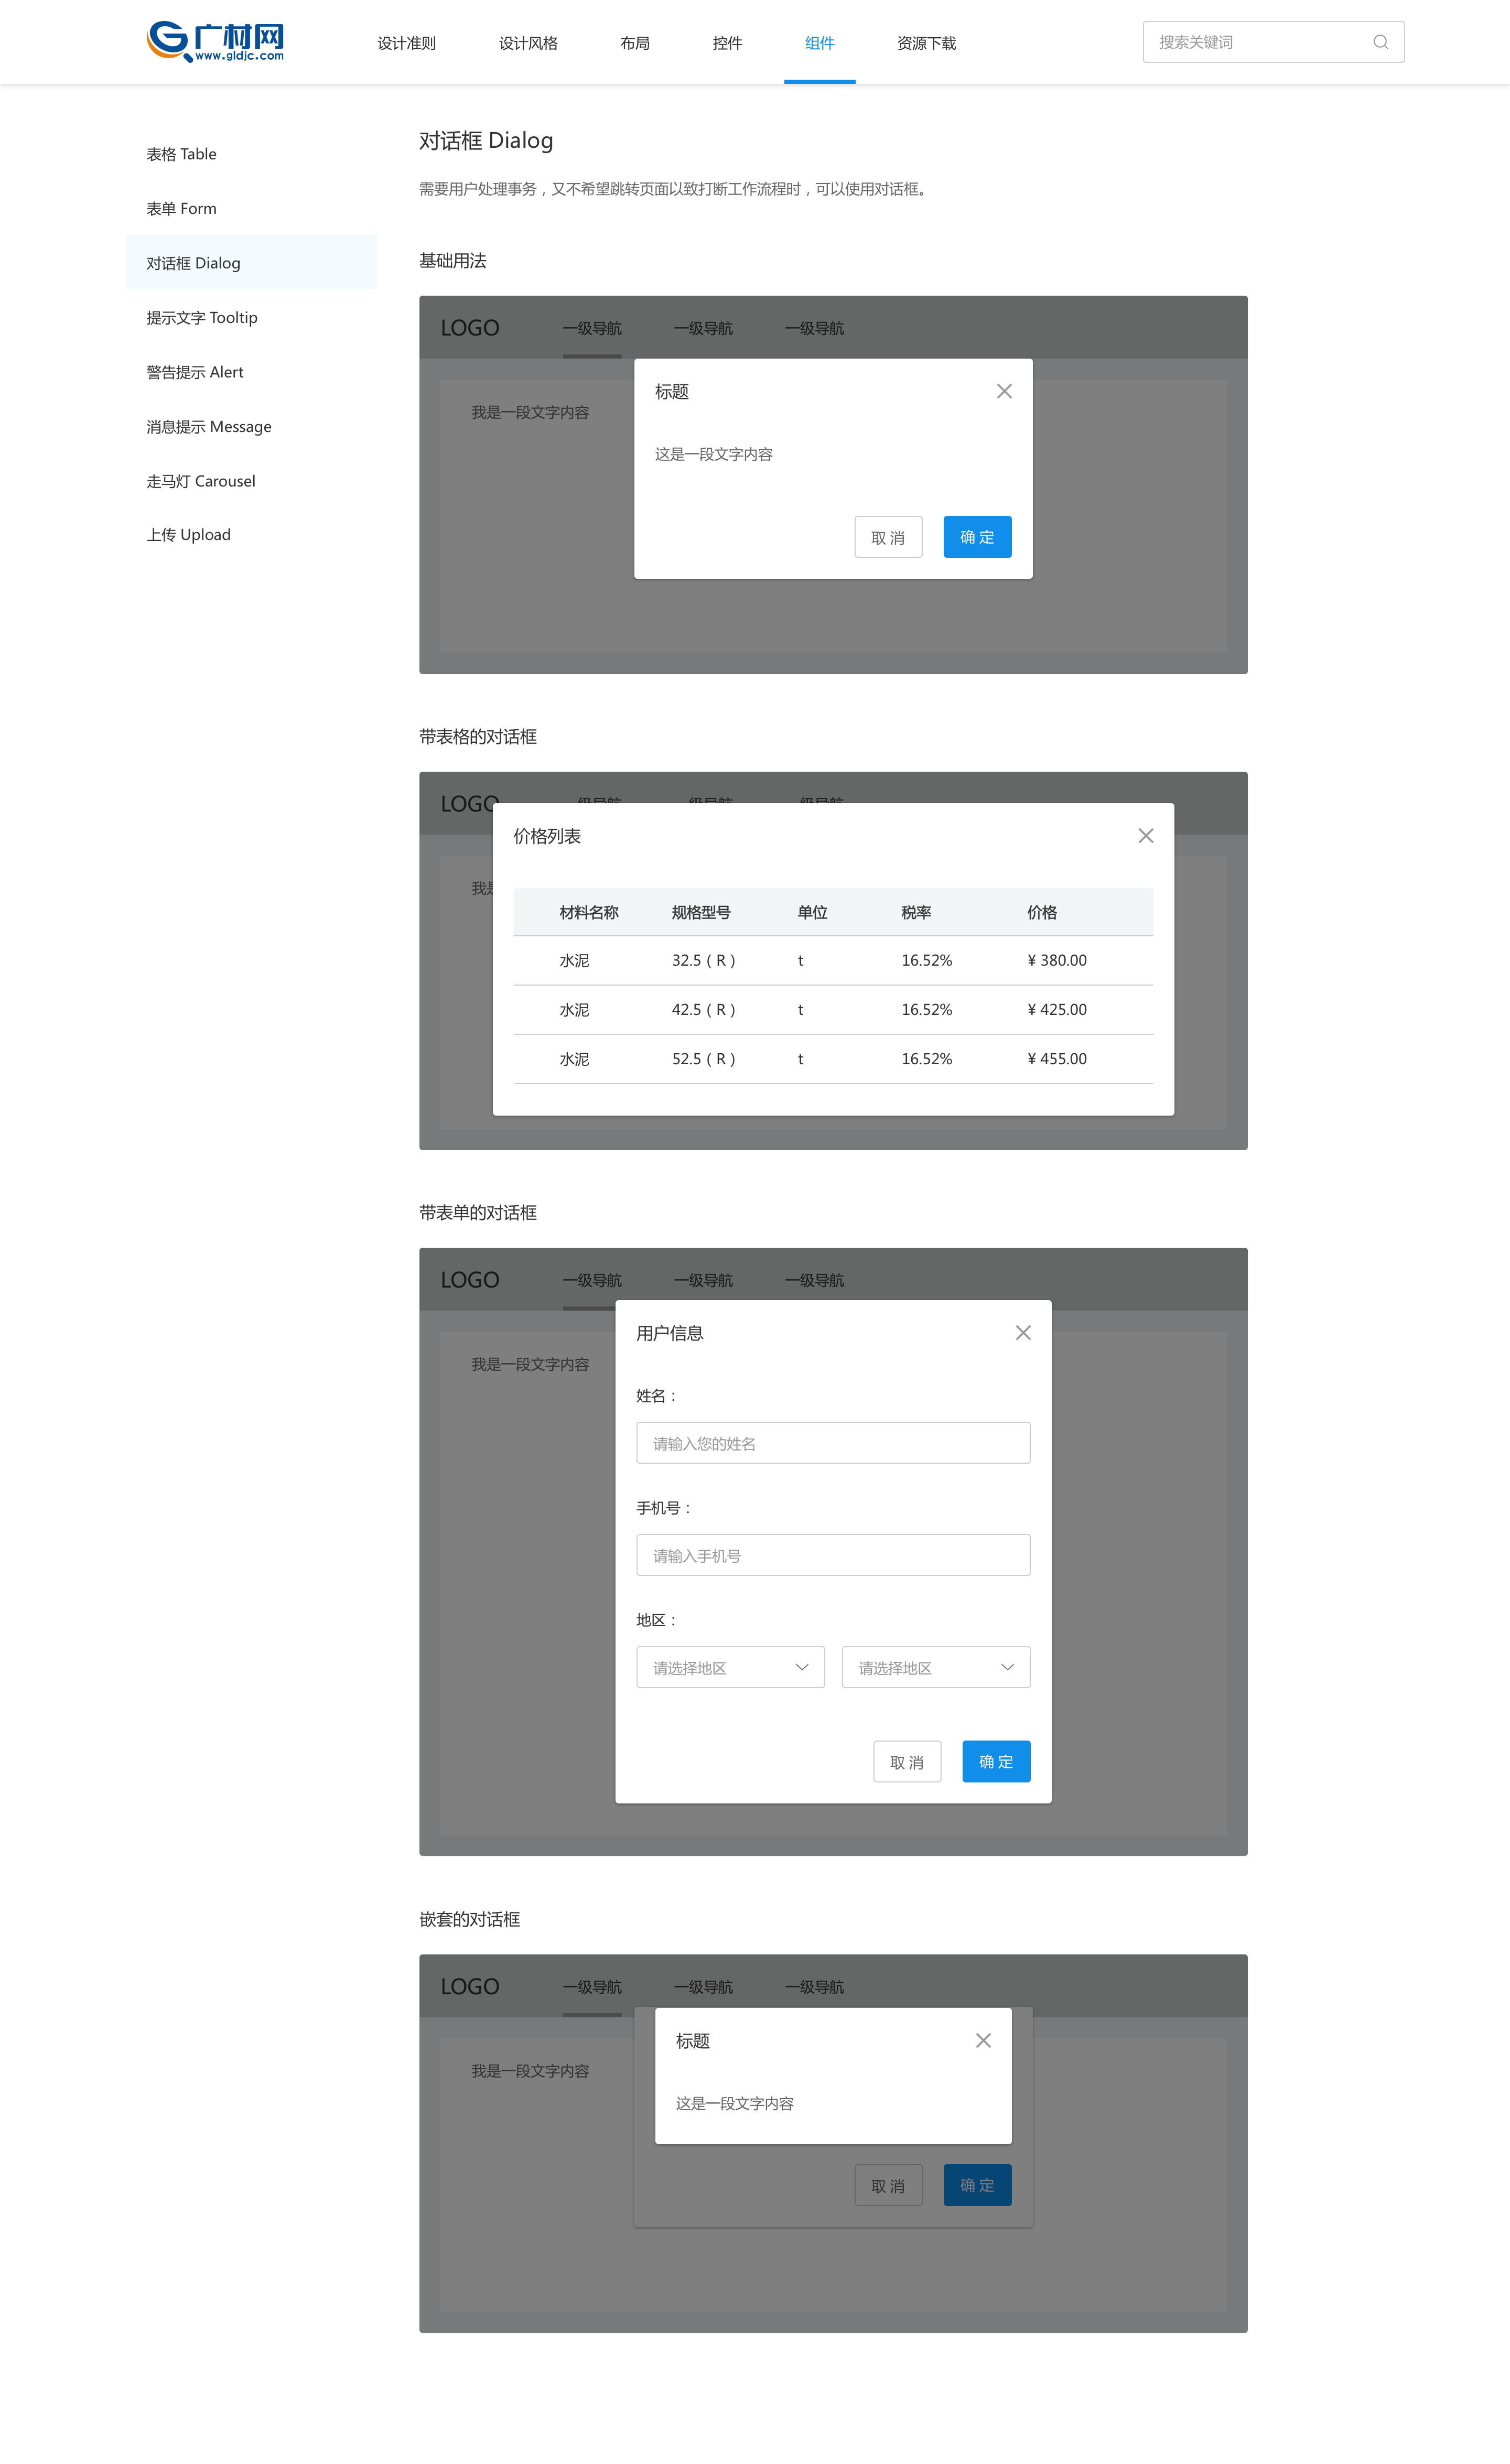 广材网
www.gldjc.com
设计准则 设计风格 布局 控件 组件 资源下载 搜索关键词
表格 Table
表单 Form
对话框 Dialog
提示文字 Tooltip
警告提示 Alert
消息提示 Message
走马灯 Carousel
上传 Upload
对话框 Dialog
需要用户处理事务，又不希望跳转页面以致打断工作流程时，可以使用对话框。
基础用法
LOGO 一级导航 一级导航 一级导航
我是一段文字内容
标题
这是一段文字内容
取 消 确 定
带表格的对话框
LOGO 一级导航 一级导航 一级导航
我是
价格列表
材料名称 规格型号 单位 税率 价格
水泥 32.5（R） t 16.52% ¥ 380.00
水泥 42.5（R） t 16.52% ¥ 425.00
水泥 52.5（R） t 16.52% ¥ 455.00
带表单的对话框
LOGO 一级导航 一级导航 一级导航
我是一段文字内容
用户信息
姓名：
请输入您的姓名
手机号：
请输入手机号
地区：
请选择地区 请选择地区
取 消 确 定
嵌套的对话框
LOGO 一级导航 一级导航 一级导航
我是一段文字内容
标题
这是一段文字内容
取 消 确 定